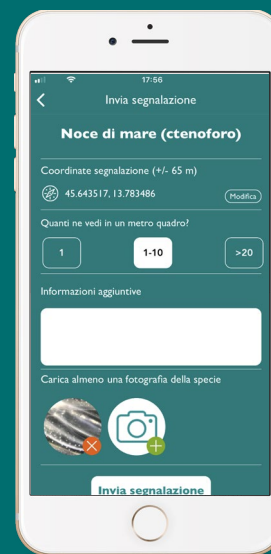 17:56
Invia segnalazione
Noce di mare (ctenoforo)
Coordinate segnalazione (+/- 65 m)
45.643517, 13.783486 Modifica
Quanti ne vedi in un metro quadro?
1 1-10 >20
Informazioni aggiuntive
Carica almeno una fotografia della specie
Invia segnalazione